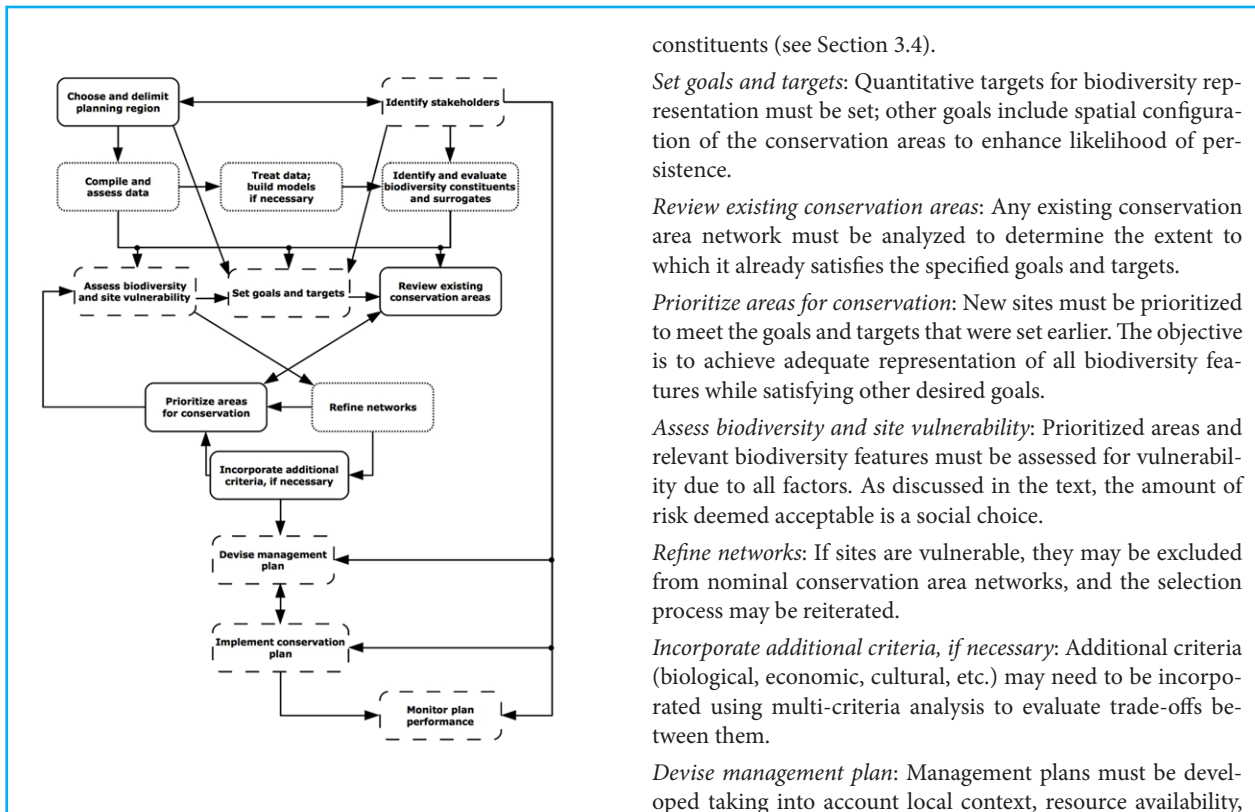 Choose and delimit
planning region
Identify stakeholders
Compile and
assess data
Treat data;
build models
if necessary
Identify and evaluate
biodiversity constituents
and surrogates
Assess biodiversity
and site vulnerability
Set goals and targets
Review existing
conservation areas
Prioritize areas
for conservation
Refine networks
Incorporate additional
criteria, if necessary
Devise management
plan
Implement conservation
plan
Monitor plan
performance
constituents (see Section 3.4).
Set goals and targets: Quantitative targets for biodiversity rep-
resentation must be set; other goals include spatial configura-
tion of the conservation areas to enhance likelihood of per-
sistence.
Review existing conservation areas: Any existing conservation
area network must be analyzed to determine the extent to
which it already satisfies the specified goals and targets.
Prioritize areas for conservation: New sites must be prioritized
to meet the goals and targets that were set earlier. The objective
is to achieve adequate representation of all biodiversity fea-
tures while satisfying other desired goals.
Assess biodiversity and site vulnerability: Prioritized areas and
relevant biodiversity features must be assessed for vulnerabil-
ity due to all factors. As discussed in the text, the amount of
risk deemed acceptable is a social choice.
Refine networks: If sites are vulnerable, they may be excluded
from nominal conservation area networks, and the selection
process may be reiterated.
Incorporate additional criteria, if necessary: Additional criteria
(biological, economic, cultural, etc.) may need to be incorpo-
rated using multi-criteria analysis to evaluate trade-offs be-
tween them.
Devise management plan: Management plans must be devel-
oped taking into account local context, resource availability,